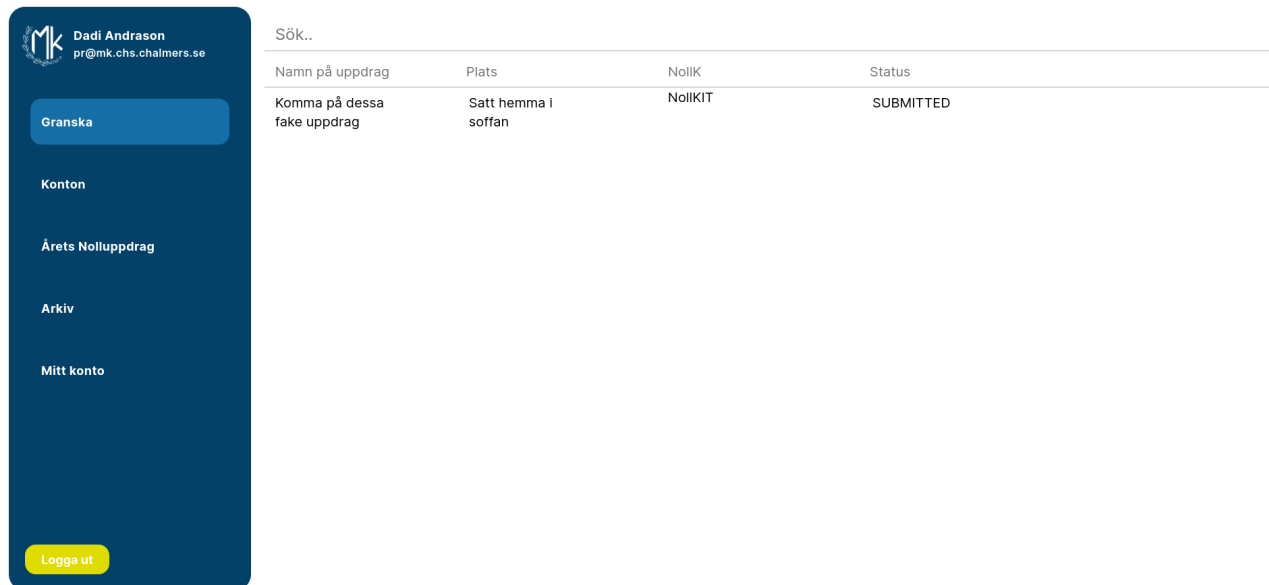 MK
Dadi Andrason
pr@mk.chs.chalmers.se
Granska
Konton
Årets Nolluppdrag
Arkiv
Mitt konto
Logga ut
Sök..
Namn på uppdrag Plats NollK Status
Komma på dessa Satt hemma i NollKIT SUBMITTED
fake uppdrag soffan